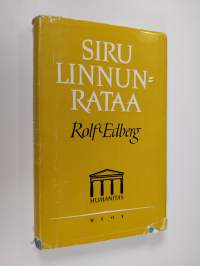 SIRU
LINNUN=
RATAA
Rolf Edberg
HUMANITAS
WSOY